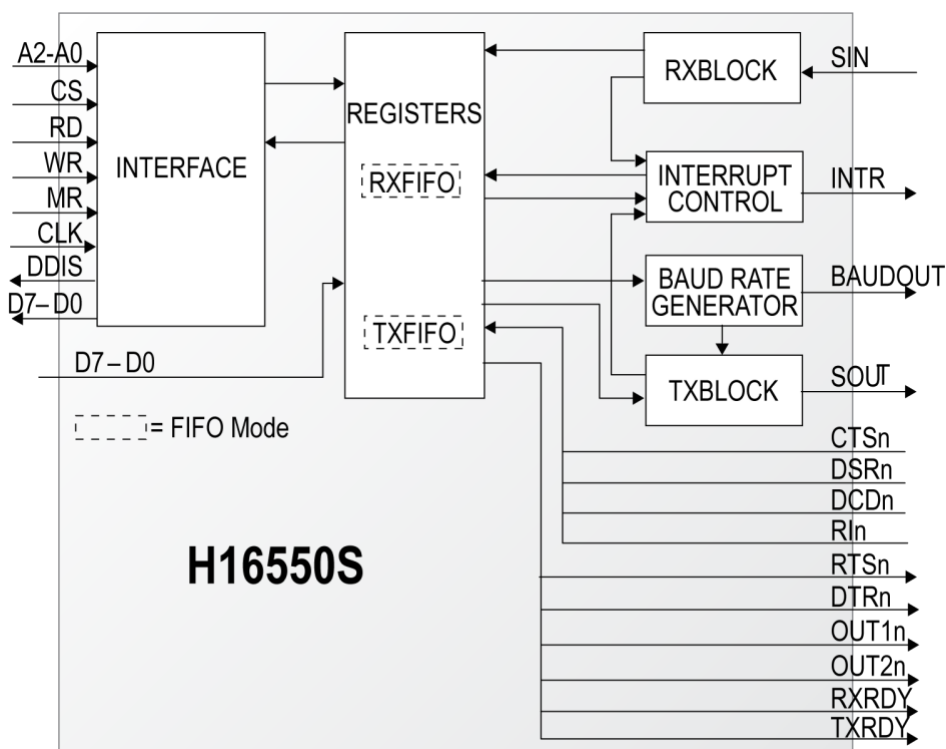 A2-A0
CS
RD
WR
MR
CLK
DDIS
D7–D0
D7–D0
INTERFACE
REGISTERS
RXFIFO
TXFIFO
RXBLOCK
INTERRUPT
CONTROL
BAUD RATE
GENERATOR
TXBLOCK
SIN
INTR
BAUDOUT
SOUT
CTSn
DSRn
DCDn
RIn
RTSn
DTRn
OUT1n
OUT2n
RXRDY
TXRDY
= FIFO Mode
H16550S